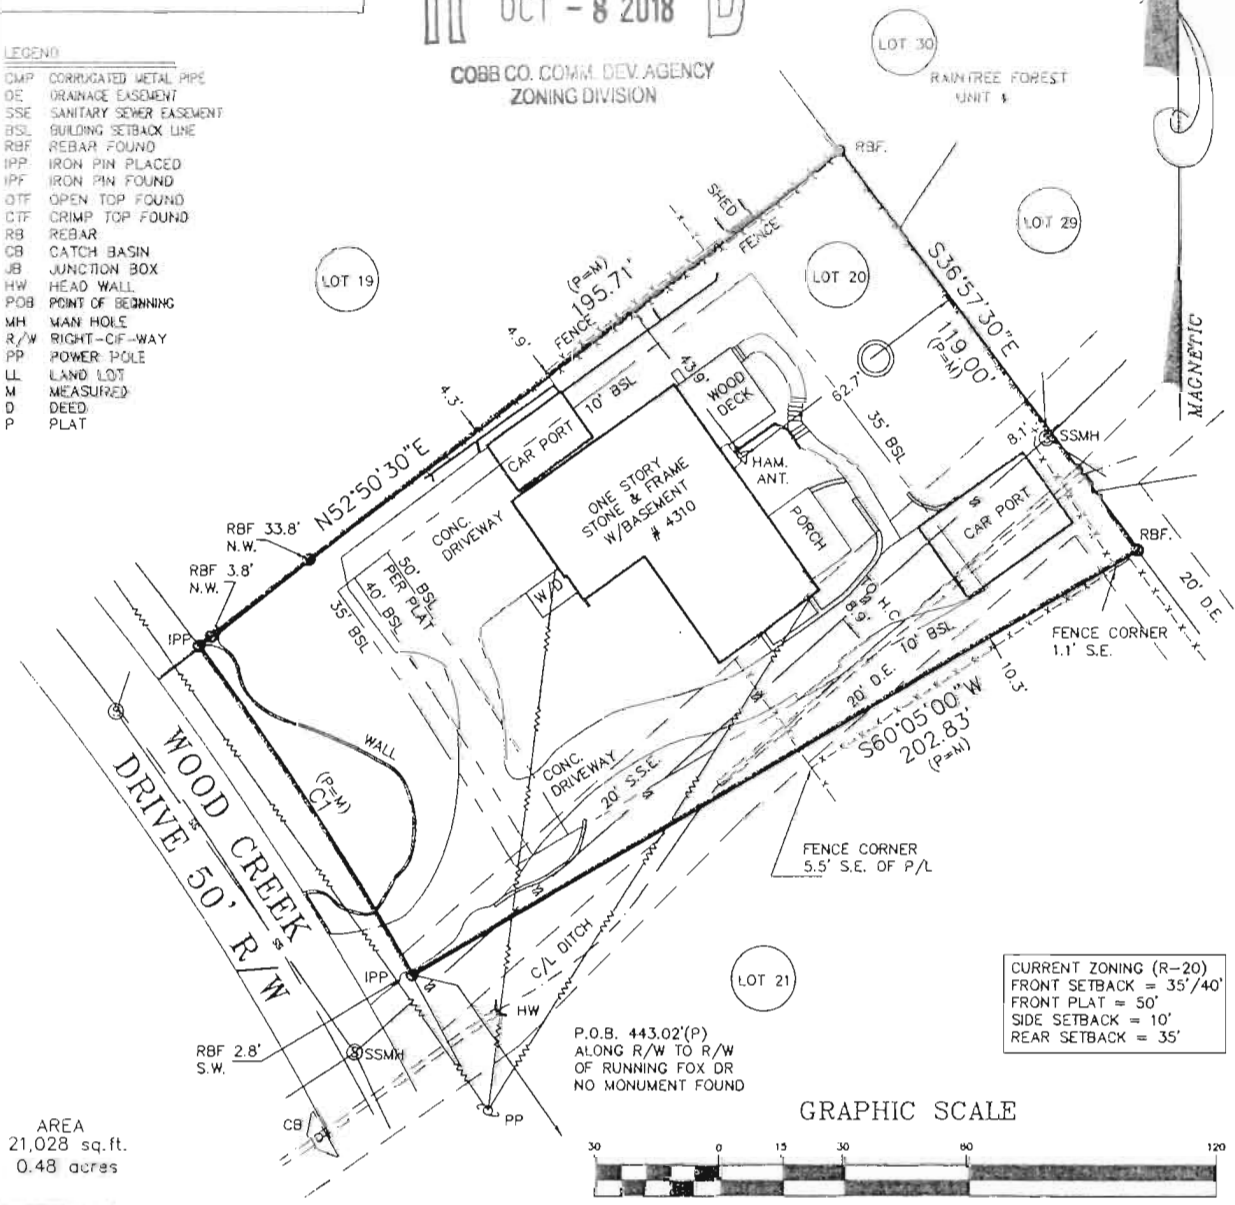 OCT - 8 2018
COBB CO. COMM. DEV. AGENCY
ZONING DIVISION
LEGEND
CMP CORRUGATED METAL PIPE
DE DRAINAGE EASEMENT
SSE SANITARY SEWER EASEMENT
BSL BUILDING SETBACK LINE
RBF REBAR FOUND
IPP IRON PIN PLACED
IPF IRON PIN FOUND
OTF OPEN TOP FOUND
CTF CRIMP TOP FOUND
RB REBAR
CB CATCH BASIN
JB JUNCTION BOX
HW HEAD WALL
POB POINT OF BEGINNING
MH MAN HOLE
R/W RIGHT-OF-WAY
PP POWER POLE
LL LAND LOT
M MEASURED
D DEED
P PLAT
LOT 30
RAINTREE FOREST
UNIT
RBF.
LOT 29
MAGNETIC
SHED
FENCE
LOT 19
LOT 20
(P=M)
195.71'
FENCE
S36°57'30"E
119.00'
(P=M)
4.9'
4.3'
10' BSL
43.9'
WOOD
DECK
62.7'
35' BSL
8.1'
SSMH
CAR PORT
N52°50'30"E
HAM.
ANT.
ONE STORY
STONE & FRAME
W/BASEMENT
# 4310
PORCH
SS
CAR PORT
RBF.
20' D.E.
RBF 33.8'
N.W.
CONC.
DRIVEWAY
RBF 3.8'
N.W.
50' BSL
PER PLAT
40' BSL
35' BSL
W/D
TO H.C.
8.9'
IPP
10' BSL
FENCE CORNER
1.1' S.E.
10.3'
20' D.E.
S60°05'00"W
202.83'
(P=M)
WALL
WOOD CREEK
DRIVE 50' R/W
(P=M)
C1
CONC.
DRIVEWAY
20' S.S.E.
SS
FENCE CORNER
5.5' S.E. OF P/L
C/L DITCH
IPP
HW
LOT 21
CURRENT ZONING (R-20)
FRONT SETBACK = 35'/40'
FRONT PLAT = 50'
SIDE SETBACK = 10'
REAR SETBACK = 35'
RBF 2.8'
S.W.
SSMH
P.O.B. 443.02'(P)
ALONG R/W TO R/W
OF RUNNING FOX DR
NO MONUMENT FOUND
PP
CB
AREA
21,028 sq.ft.
0.48 acres
GRAPHIC SCALE
30 0 15 30 60 120